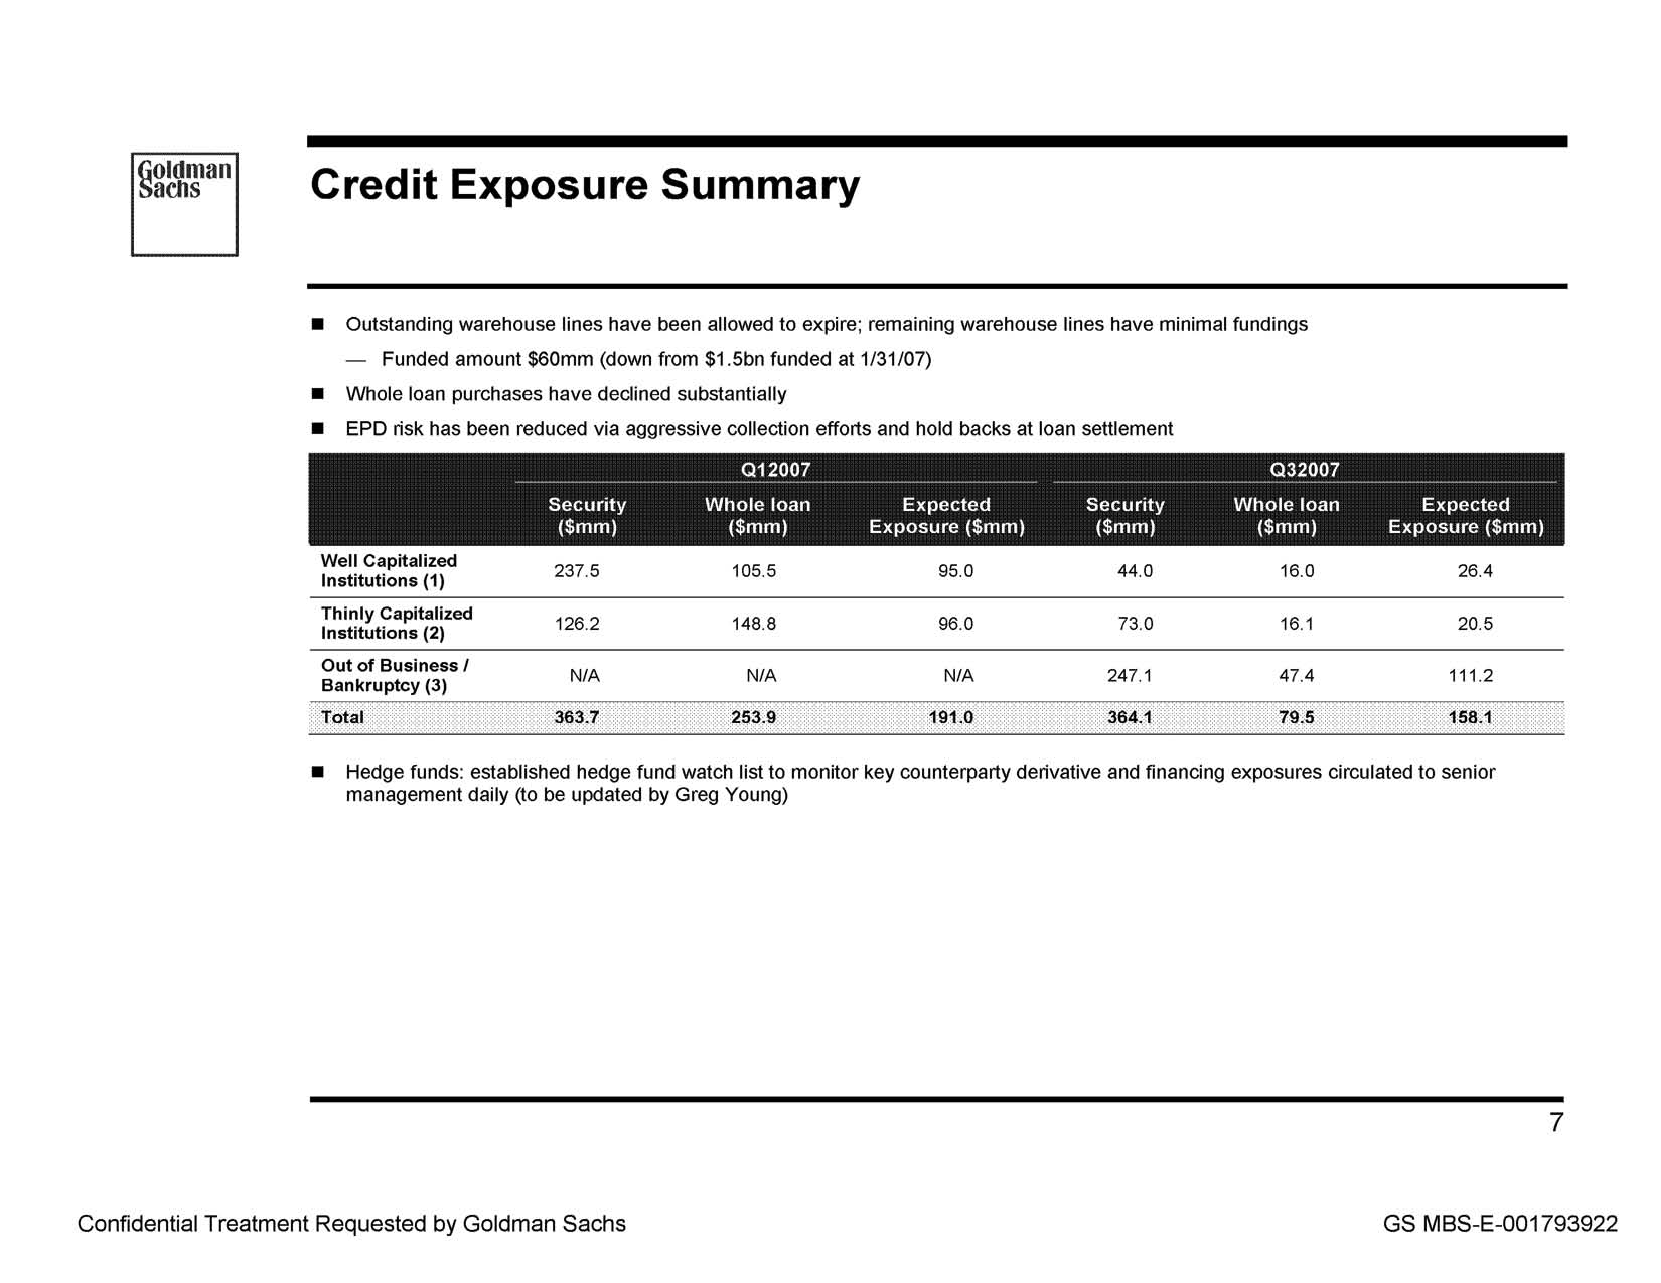 Goldman
Sachs
Credit Exposure Summary
■ Outstanding warehouse lines have been allowed to expire; remaining warehouse lines have minimal fundings
— Funded amount $60mm (down from $1.5bn funded at 1/31/07)
■ Whole loan purchases have declined substantially
■ EPD risk has been reduced via aggressive collection efforts and hold backs at loan settlement
Q12007 Q32007
Security Whole loan Expected Security Whole loan Expected
($mm) ($mm) Exposure ($mm) ($mm) ($mm) Exposure ($mm)
Well Capitalized
Institutions (1) 237.5 105.5 95.0 44.0 16.0 26.4
Thinly Capitalized
Institutions (2) 126.2 148.8 96.0 73.0 16.1 20.5
Out of Business /
Bankruptcy (3) N/A N/A N/A 247.1 47.4 111.2
Total 363.7 253.9 191.0 364.1 79.5 158.1
■ Hedge funds: established hedge fund watch list to monitor key counterparty derivative and financing exposures circulated to senior
management daily (to be updated by Greg Young)
7
Confidential Treatment Requested by Goldman Sachs GS MBS-E-001793922